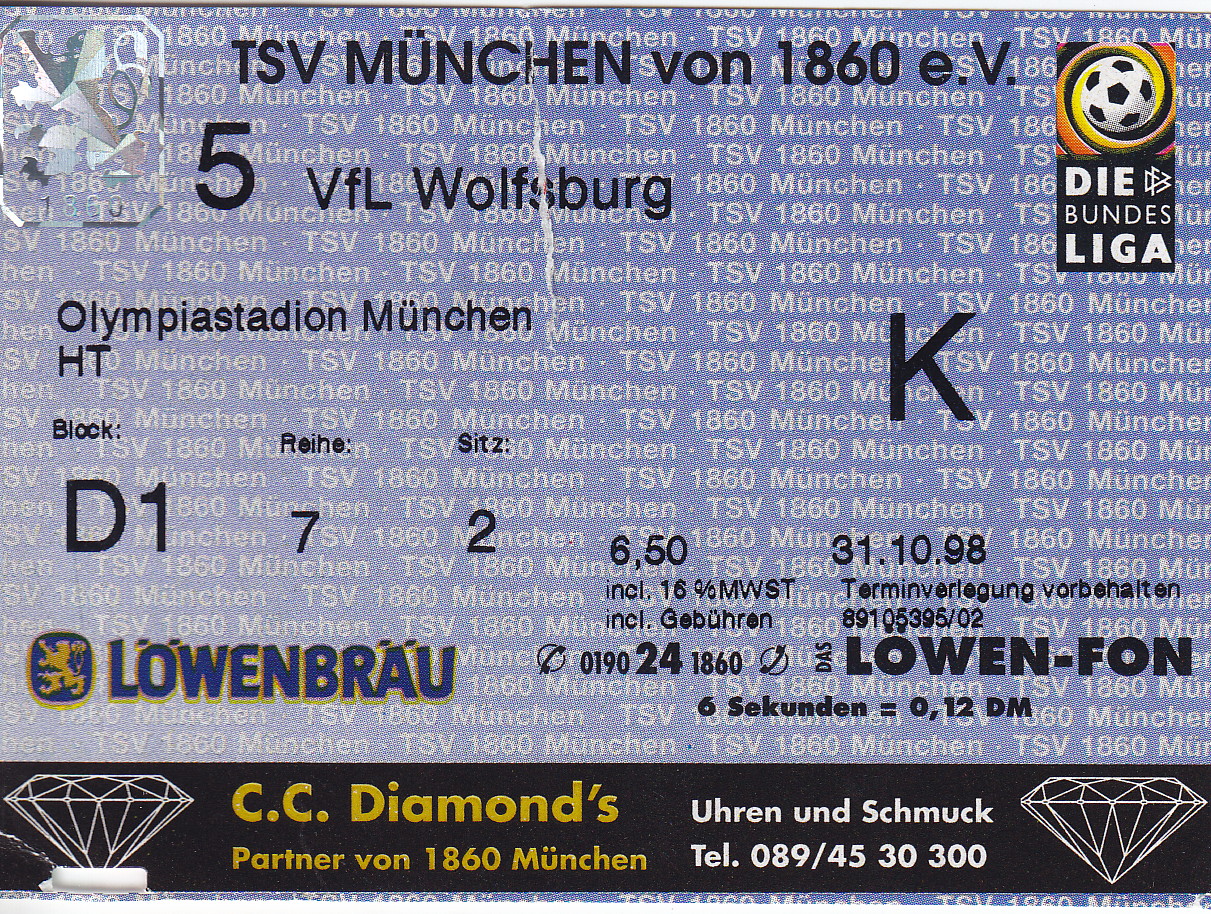 TSV MÜNCHEN von 1860 e.V.
5 VfL Wolfsburg
1860
DIE
BUNDES
LIGA
Olympiastadion München
HT
K
Block: Reihe: Sitz:
D1 7 2
6,50 31.10.98
incl. 16 %MWST Terminverlegung vorbehalten
incl. Gebühren 89105395/02
LÖWENBRÄU
0190 24 1860 DAS LÖWEN-FON
6 Sekunden = 0,12 DM
C.C. Diamond's
Partner von 1860 München
Uhren und Schmuck
Tel. 089/45 30 300